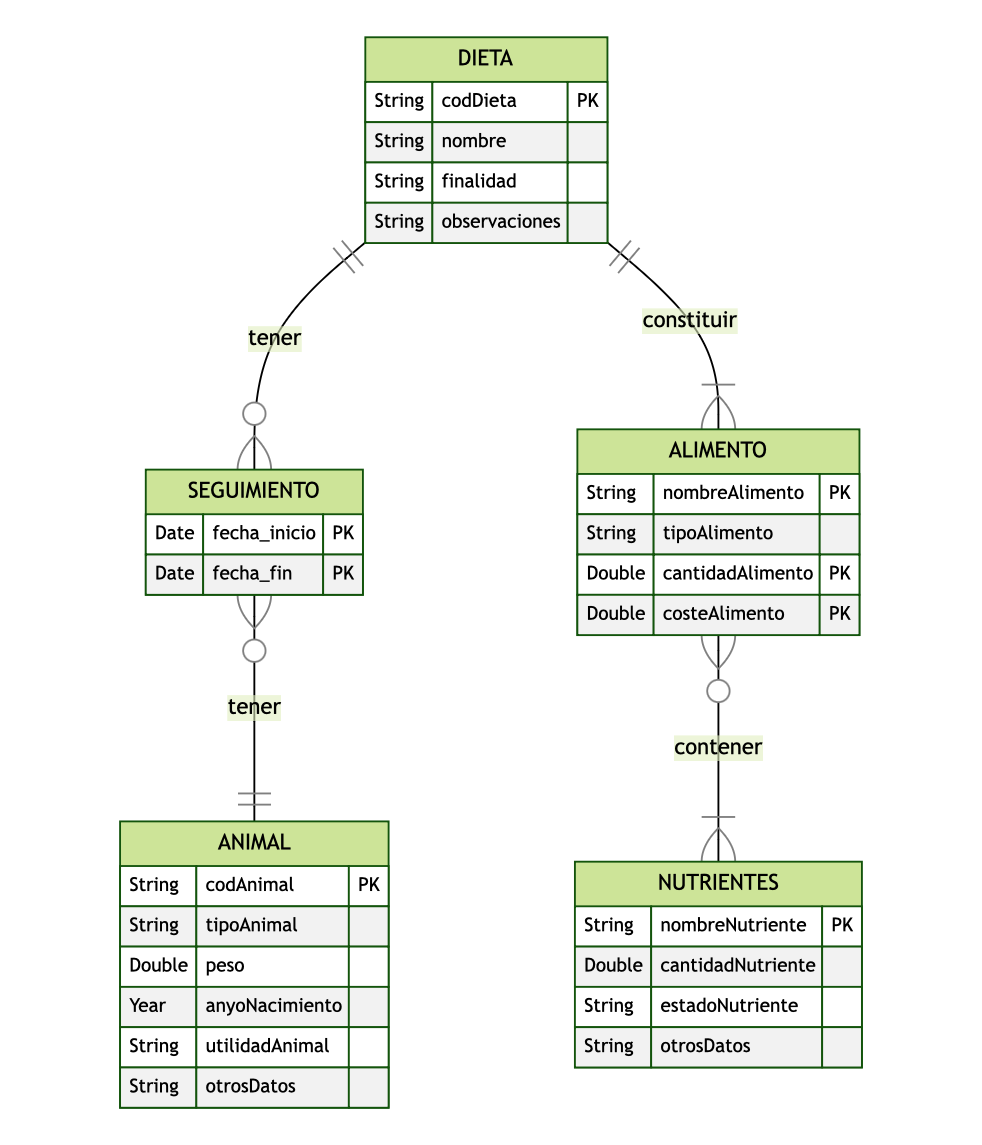 DIETA
String codDieta PK
String nombre
String finalidad
String observaciones
tener
constituir
SEGUIMIENTO
Date fecha_inicio PK
Date fecha_fin PK
ALIMENTO
String nombreAlimento PK
String tipoAlimento
Double cantidadAlimento PK
Double costeAlimento PK
tener
contener
ANIMAL
String codAnimal PK
String tipoAnimal
Double peso
Year anyoNacimiento
String utilidadAnimal
String otrosDatos
NUTRIENTES
String nombreNutriente PK
Double cantidadNutriente
String estadoNutriente
String otrosDatos